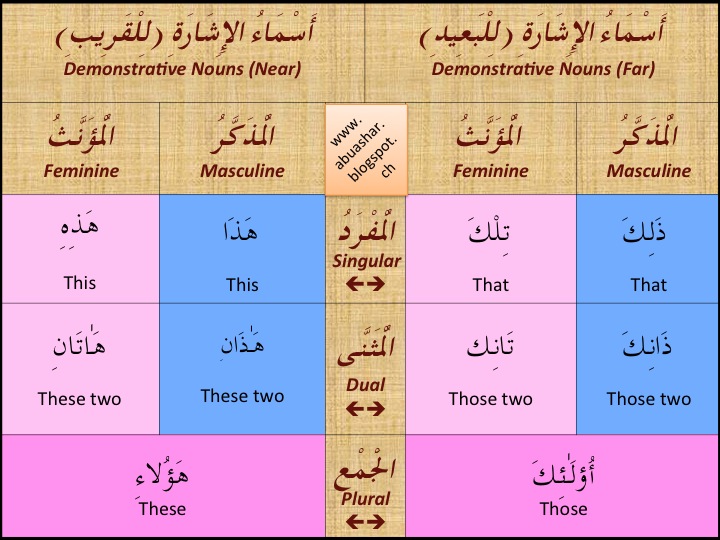 أَسْمَاءُ الإِشَارَةِ (لِلْبَعِيدِ)
Demonstrative Nouns (Far)
أَسْمَاءُ الإِشَارَةِ (لِلْقَرِيبِ)
Demonstrative Nouns (Near)
الْمُذَكَّرُ
Masculine
الْمُؤَنَّثُ
Feminine
www.
abuashar.
blogspot.
ch
الْمُذَكَّرُ
Masculine
الْمُؤَنَّثُ
Feminine
ذَلِكَ
That
تِلْكَ
That
الْمُفْرَدُ
Singular
هَذَا
This
هَذِهِ
This
ذَانِكَ
Those two
تَانِك
Those two
الْمُثَنَّى
Dual
هَٰذَانِ
These two
هَاتَانِ
These two
أُؤلَٰئِكَ
Those
الْجَمْع
Plural
هَؤُلاءِ
These